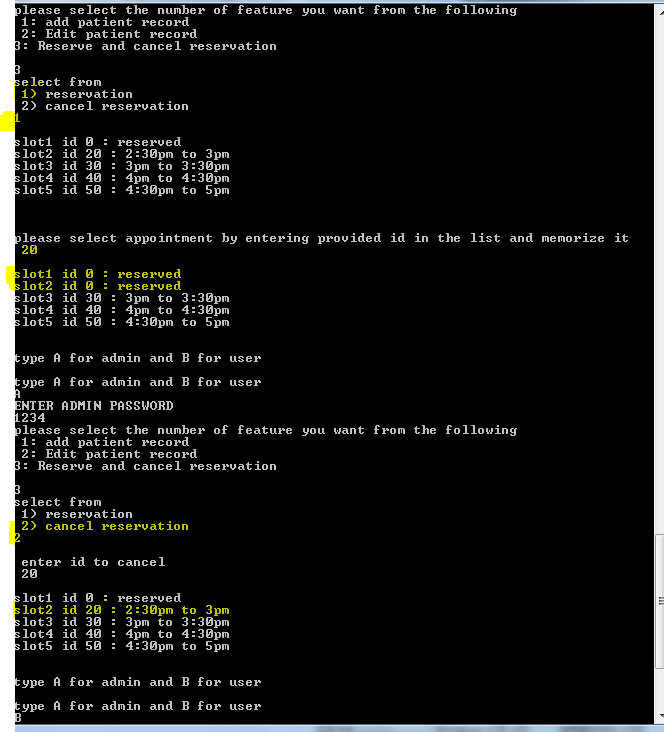 please select the number of feature you want from the following
1: add patient record
2: Edit patient record
3: Reserve and cancel reservation
3
select from
1) reservation
2) cancel reservation
1
slot1 id 0 : reserved
slot2 id 20 : 2:30pm to 3pm
slot3 id 30 : 3pm to 3:30pm
slot4 id 40 : 4pm to 4:30pm
slot5 id 50 : 4:30pm to 5pm
please select appointment by entering provided id in the list and memorize it
20
slot1 id 0 : reserved
slot2 id 0 : reserved
slot3 id 30 : 3pm to 3:30pm
slot4 id 40 : 4pm to 4:30pm
slot5 id 50 : 4:30pm to 5pm
type A for admin and B for user
type A for admin and B for user
A
ENTER ADMIN PASSWORD
1234
please select the number of feature you want from the following
1: add patient record
2: Edit patient record
3: Reserve and cancel reservation
3
select from
1) reservation
2) cancel reservation
2
enter id to cancel
20
slot1 id 0 : reserved
slot2 id 20 : 2:30pm to 3pm
slot3 id 30 : 3pm to 3:30pm
slot4 id 40 : 4pm to 4:30pm
slot5 id 50 : 4:30pm to 5pm
type A for admin and B for user
type A for admin and B for user
B